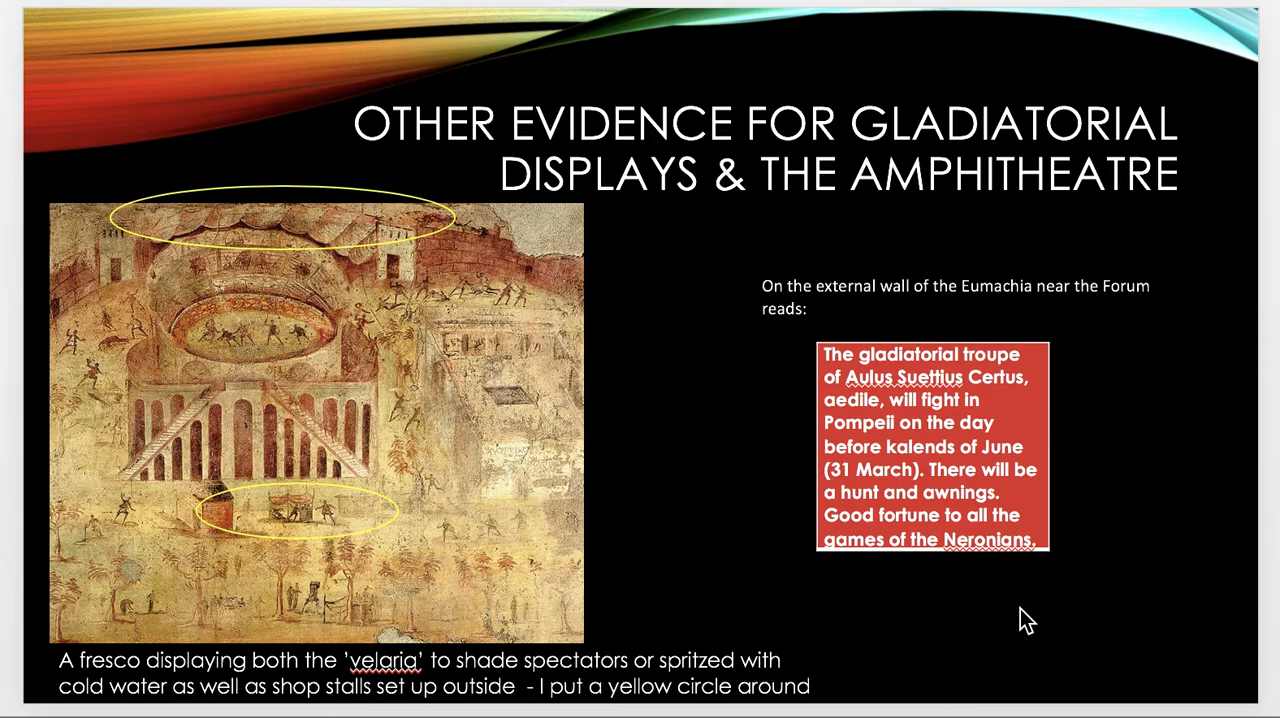 OTHER EVIDENCE FOR GLADIATORIAL
DISPLAYS & THE AMPHITHEATRE
On the external wall of the Eumachia near the Forum
reads:
The gladiatorial troupe
of Aulus Suettius Certus,
aedile, will fight in
Pompeii on the day
before kalends of June
(31 March). There will be
a hunt and awnings.
Good fortune to all the
games of the Neronians.
A fresco displaying both the 'velaria' to shade spectators or spritzed with
cold water as well as shop stalls set up outside - I put a yellow circle around